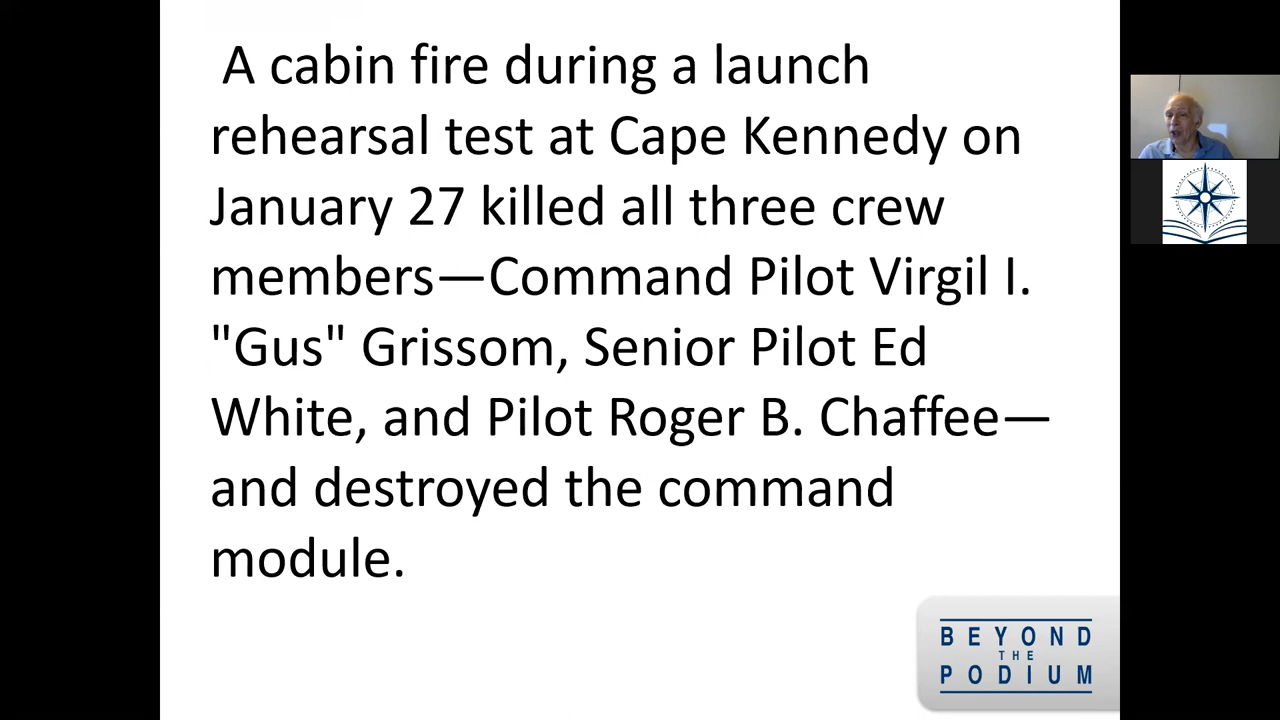 A cabin fire during a launch
rehearsal test at Cape Kennedy on
January 27 killed all three crew
members—Command Pilot Virgil I.
"Gus" Grissom, Senior Pilot Ed
White, and Pilot Roger B. Chaffee—
and destroyed the command
module.
BEYOND
THE
PODIUM